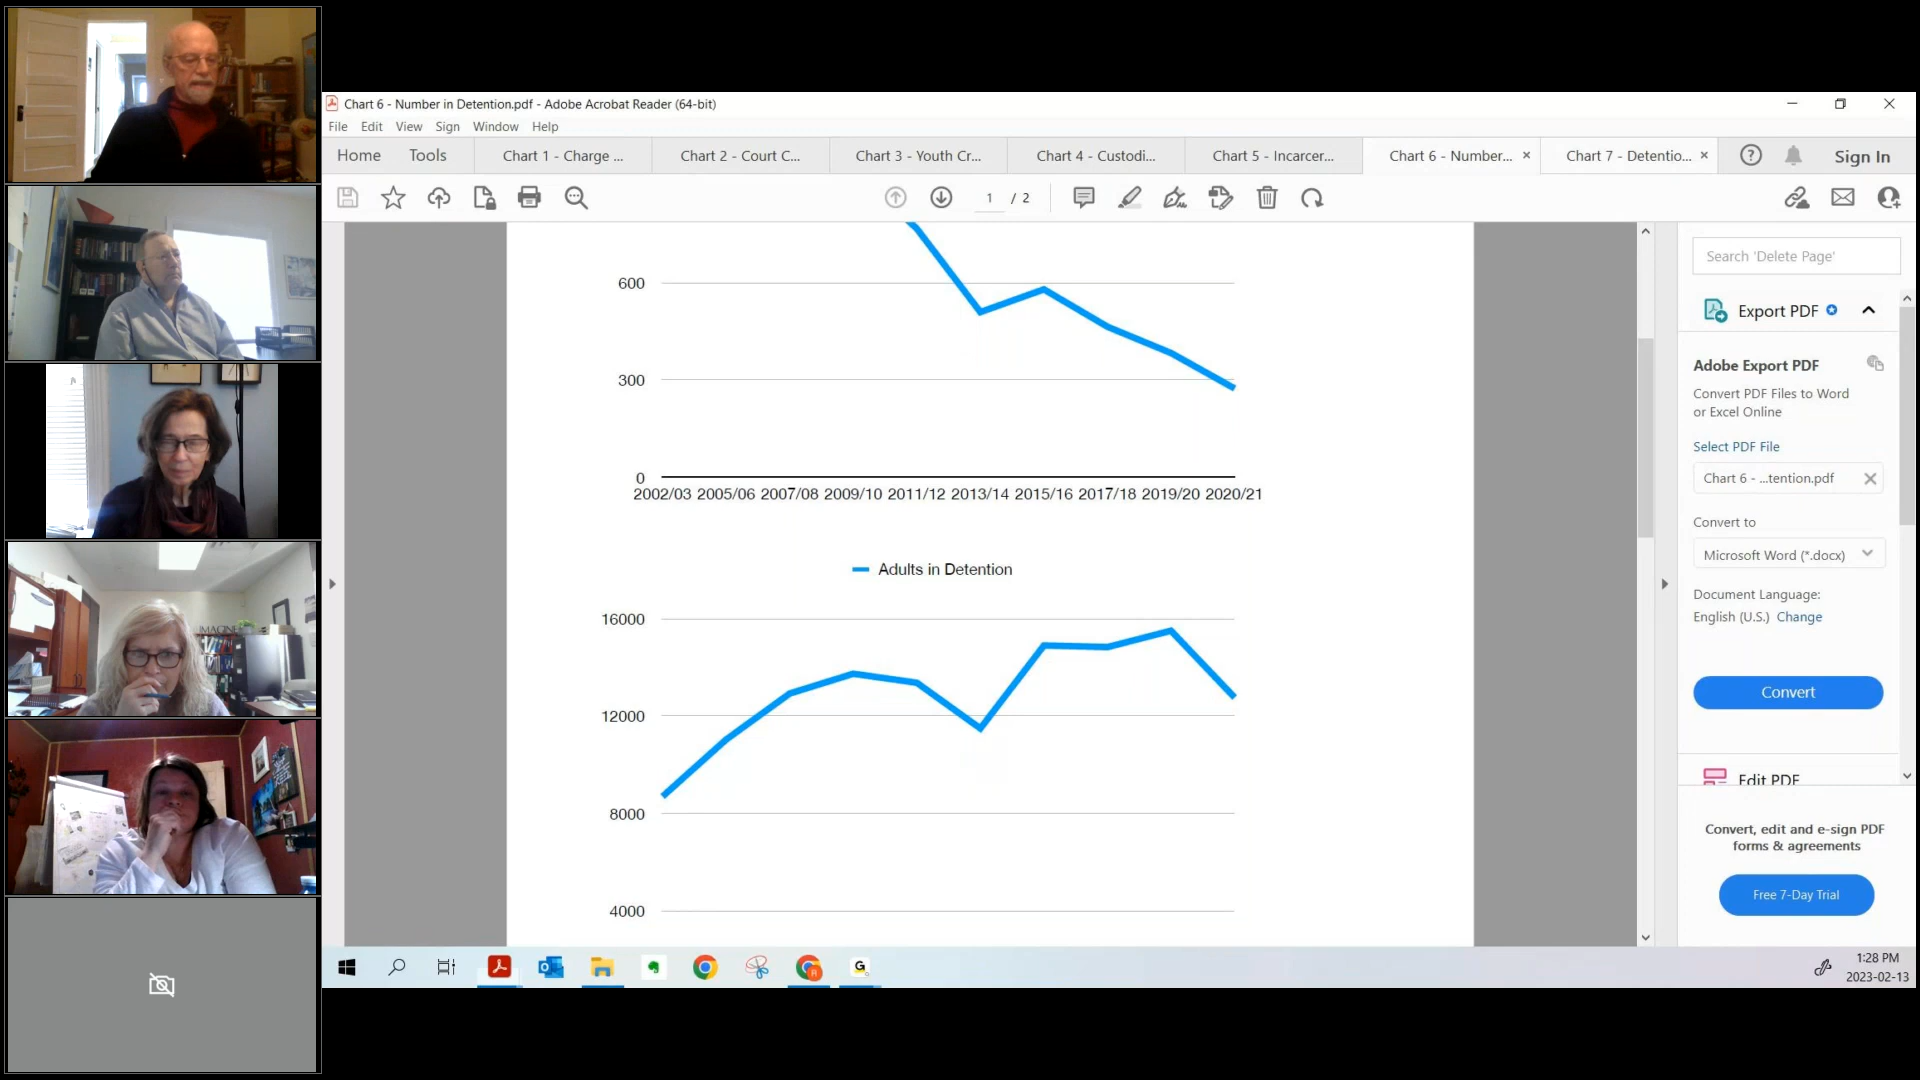 Chart 6 - Number in Detention.pdf - Adobe Acrobat Reader (64-bit)
File Edit View Sign Window Help
Home Tools Chart 1 - Charge ... Chart 2 - Court C... Chart 3 - Youth Cr... Chart 4 - Custodi... Chart 5 - Incarcer... Chart 6 - Number... × Chart 7 - Detentio... × Sign In
1 / 2
Search 'Delete Page'
Export PDF
Adobe Export PDF
Convert PDF Files to Word
or Excel Online
Select PDF File
Chart 6 - ...tention.pdf
Convert to
Microsoft Word (*.docx)
Document Language:
English (U.S.) Change
Convert
Edit PDF
Convert, edit and e-sign PDF
forms & agreements
Free 7-Day Trial
600
300
0
2002/03 2005/06 2007/08 2009/10 2011/12 2013/14 2015/16 2017/18 2019/20 2020/21
Adults in Detention
16000
12000
8000
4000
IMAGINE
1:28 PM
2023-02-13